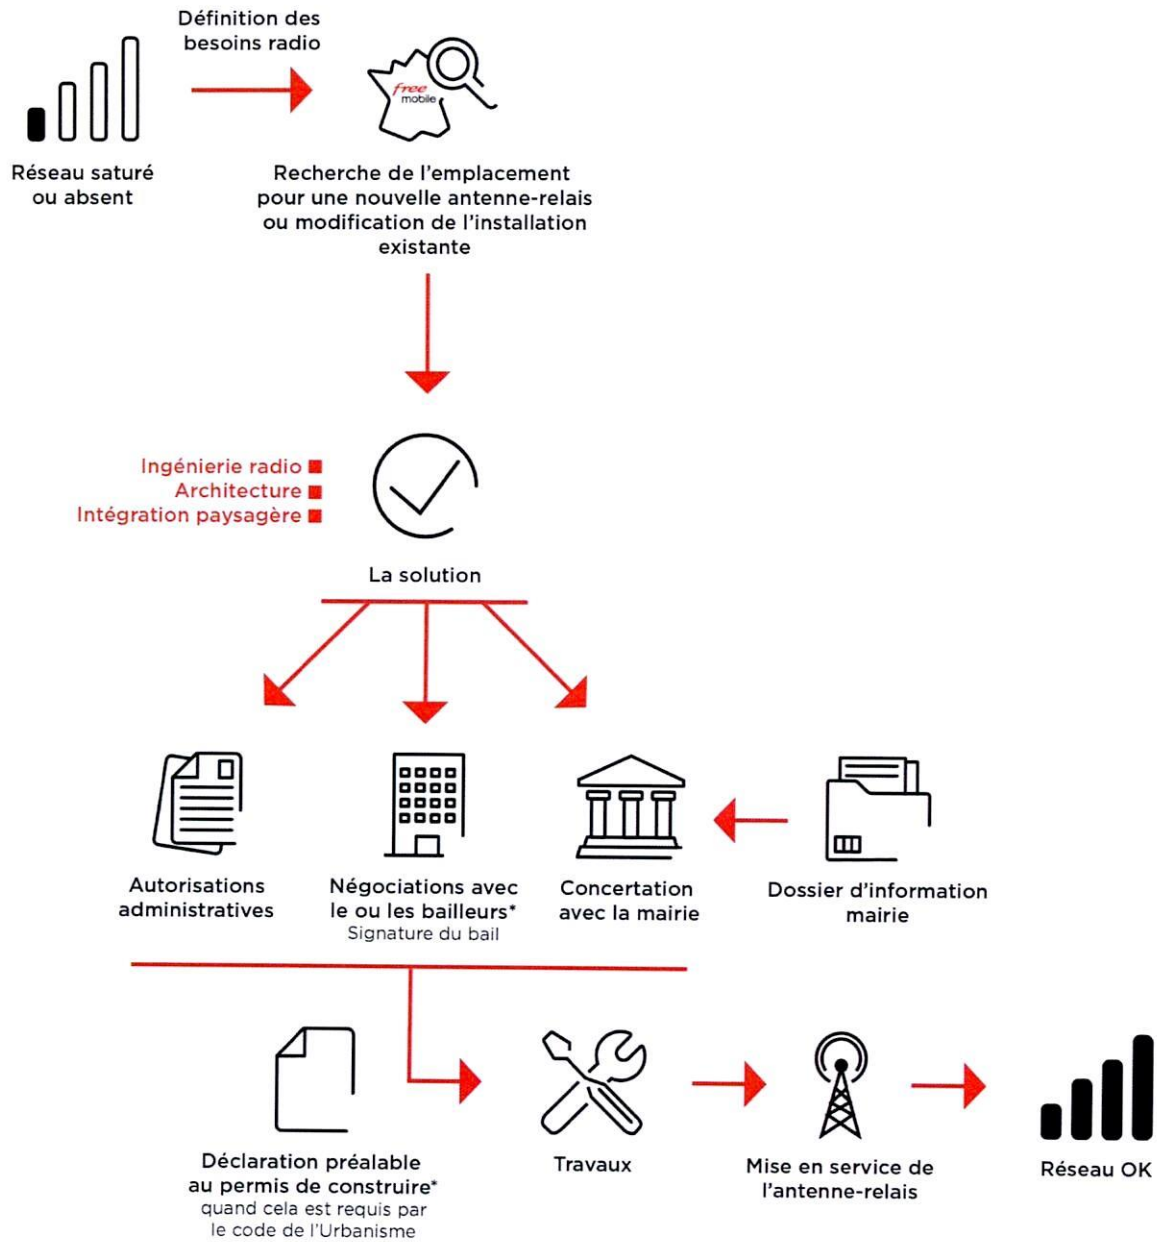 Définition des
besoins radio
free
mobile
Réseau saturé
ou absent
Recherche de l'emplacement
pour une nouvelle antenne-relais
ou modification de l'installation
existante
Ingénierie radio
Architecture
Intégration paysagère
La solution
Autorisations
administratives
Négociations avec
le ou les bailleurs*
Signature du bail
Concertation
avec la mairie
Dossier d'information
mairie
Déclaration préalable
au permis de construire*
quand cela est requis par
le code de l'Urbanisme
Travaux
Mise en service de
l'antenne-relais
Réseau OK